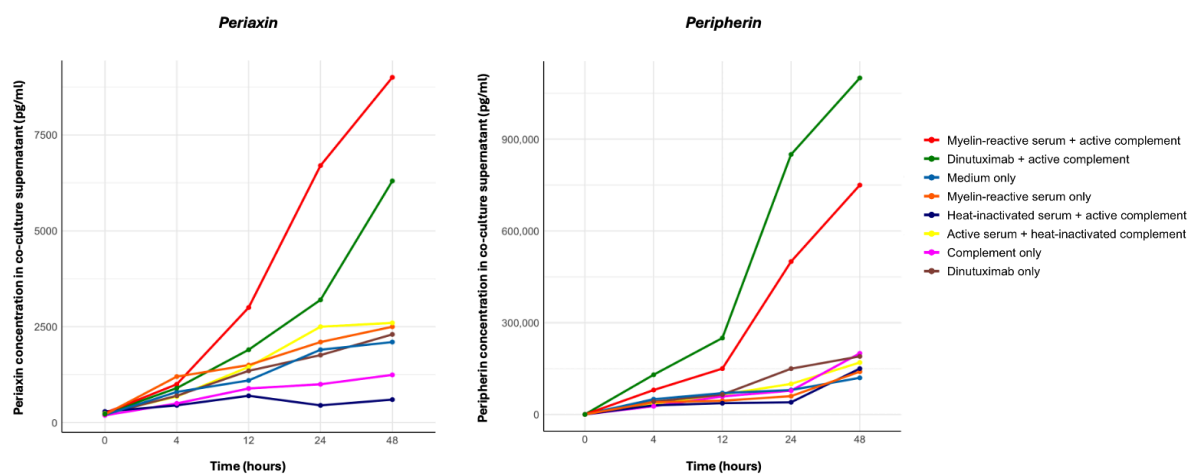 Periaxin
Periaxin concentration in co-culture supernatant (pg/ml)
7500
5000
2500
0
0 4 12 24 48
Time (hours)
Peripherin
Peripherin concentration in co-culture supernatant (pg/ml)
900,000
600,000
300,000
0
0 4 12 24 48
Time (hours)
Myelin-reactive serum + active complement
Dinutuximab + active complement
Medium only
Myelin-reactive serum only
Heat-inactivated serum + active complement
Active serum + heat-inactivated complement
Complement only
Dinutuximab only